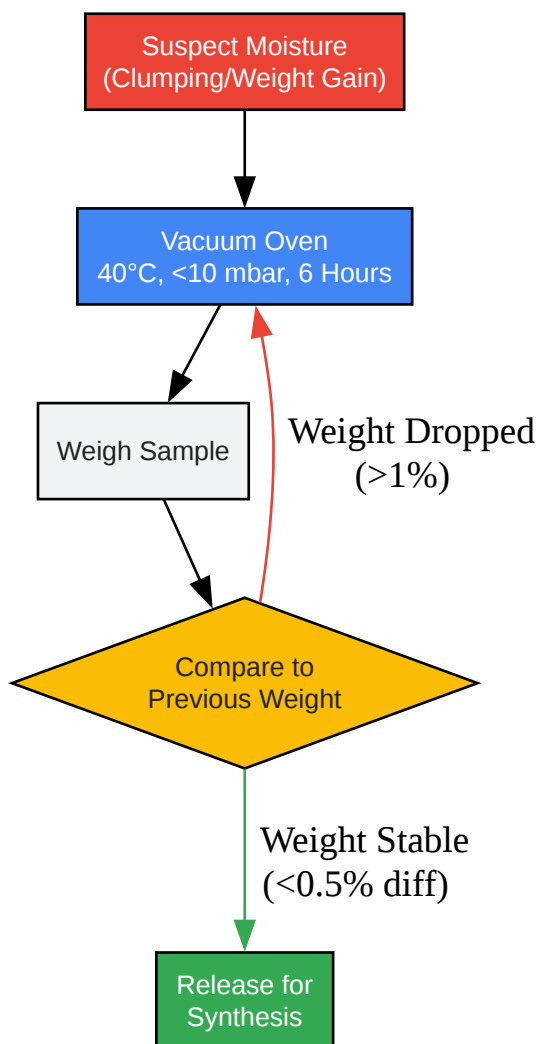 Suspect Moisture
(Clumping/Weight Gain)
Vacuum Oven
40°C, <10 mbar, 6 Hours
Weigh Sample
Weight Dropped
(>1%)
Compare to
Previous Weight
Weight Stable
(<0.5% diff)
Release for
Synthesis